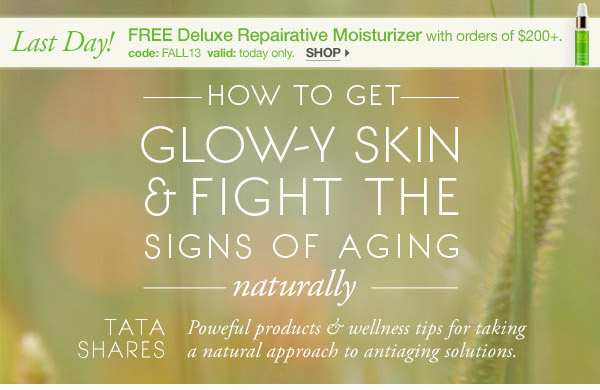 Last Day!
FREE Deluxe Repairative Moisturizer with orders of $200+.
code: FALL13 valid: today only. SHOP
HOW TO GET
GLOW-Y SKIN
& FIGHT THE
SIGNS OF AGING
naturally
TATA
SHARES
Poweful products & wellness tips for taking
a natural approach to antiaging solutions.